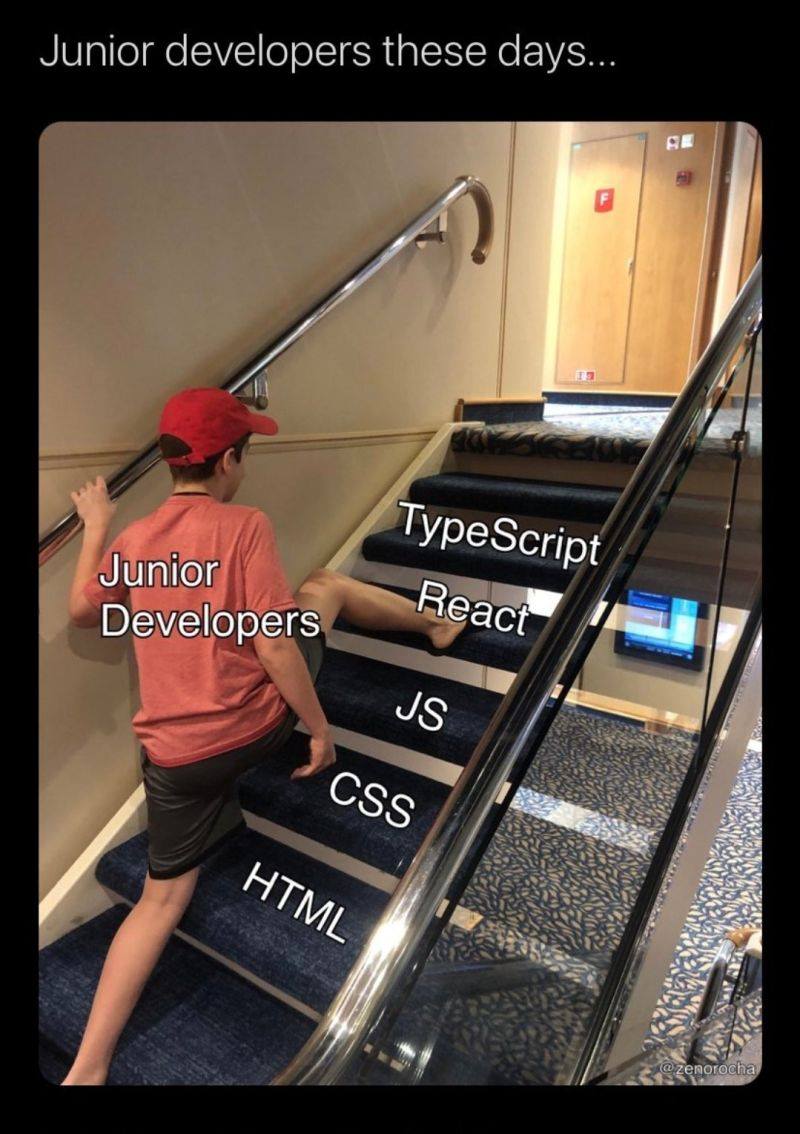 Junior developers these days...
F
TypeScript
React
Junior
Developers
JS
CSS
HTML
@zenorocha